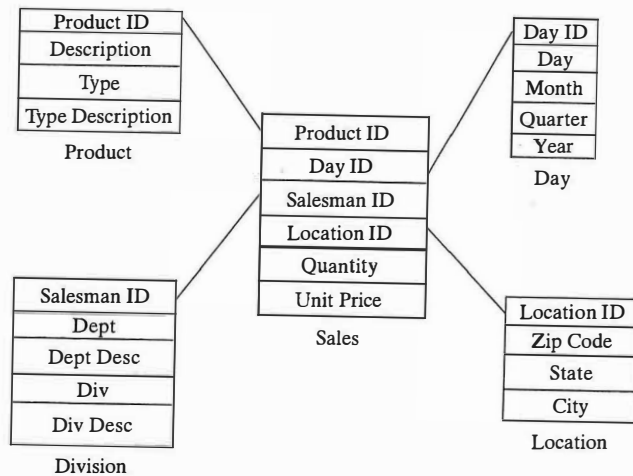 Product ID
Description
Type
Type Description
Product
Day ID
Day
Month
Quarter
Year
Day
Product ID
Day ID
Salesman ID
Location ID
Quantity
Unit Price
Sales
Salesman ID
Dept
Dept Desc
Div
Div Desc
Division
Location ID
Zip Code
State
City
Location